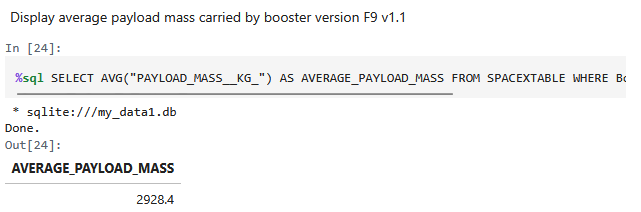 Display average payload mass carried by booster version F9 v1.1
In [24]:
%sql SELECT AVG("PAYLOAD_MASS__KG_") AS AVERAGE_PAYLOAD_MASS FROM SPACEXTABLE WHERE Bo
* sqlite:///my_data1.db
Done.
Out[24]:
AVERAGE_PAYLOAD_MASS
2928.4